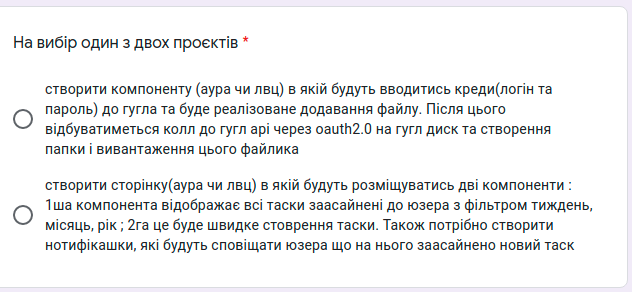 На вибір один з двох проєктів *
створити компоненту (аура чи лвц) в якій будуть вводитись креди(логін та
пароль) до гугла та буде реалізоване додавання файлу. Після цього
відбуватиметься колл до гугл арі через oauth2.0 на гугл диск та створення
папки і вивантаження цього файлика
створити сторінку(аура чи лвц) в якій будуть розміщуватись дві компоненти :
1ша компонента відображає всі таски заасайнені до юзера з фільтром тиждень,
місяць, рік ; 2га це буде швидке стоврення таски. Також потрібно створити
нотифікашки, які будуть сповіщати юзера що на нього заасайнено новий таск